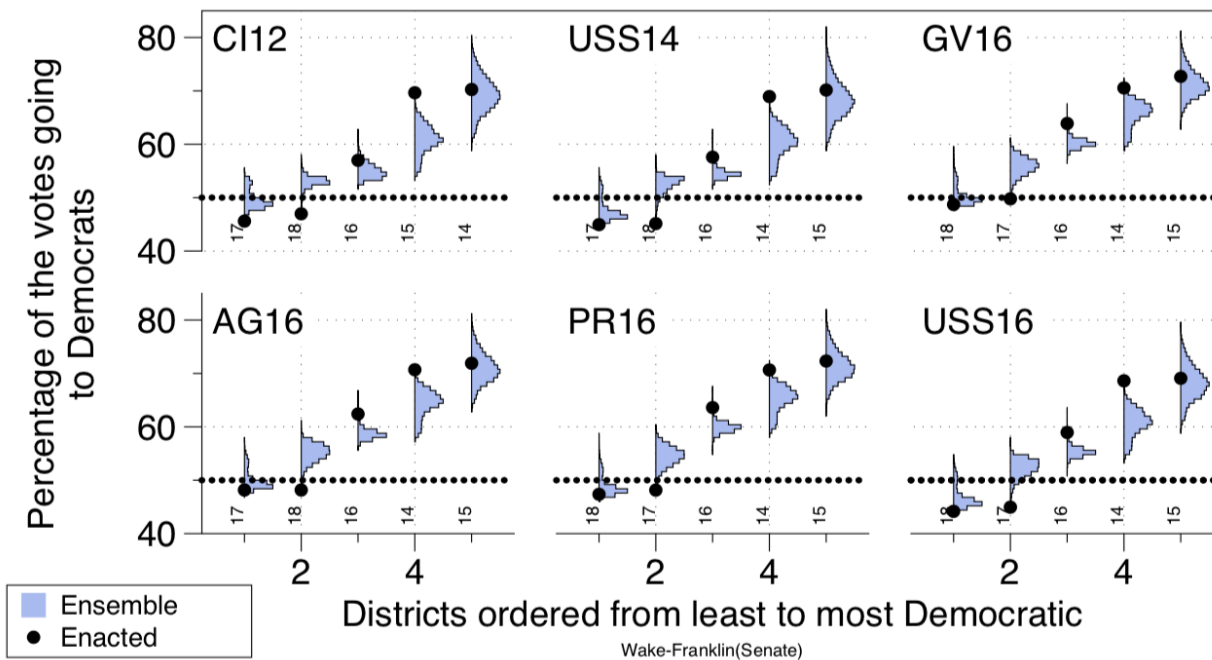 Percentage of the votes going
to Democrats
80
60
40
CI12
17
18
16
15
14
USS14
17
18
16
14
15
GV16
18
17
16
14
15
80
60
40
AG16
17
18
16
14
15
PR16
18
17
16
14
15
USS16
18
17
16
14
15
2 4 2 4 2 4
Districts ordered from least to most Democratic
Wake-Franklin(Senate)
Ensemble
Enacted